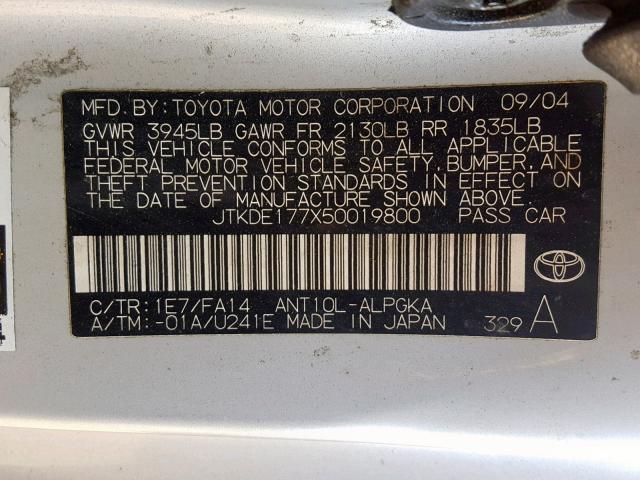 MFD.BY:TOYOTA MOTOR CORPORATION 09/04
GVWR 3945LB GAWR FR 2130LB RR 1835LB
THIS VEHICLE CONFORMS TO ALL APPLICABLE
FEDERAL MOTOR VEHICLE SAFETY,BUMPER,AND
THEFT PREVENTION STANDARDS IN EFFECT ON
THE DATE OF MANUFACTURE SHOWN ABOVE.
JTKDE177X50019800 PASS CAR
C/TR:1E7/FA14 ANT10L-ALPGKA
A/TM:-01A/U241E MADE IN JAPAN 329 A